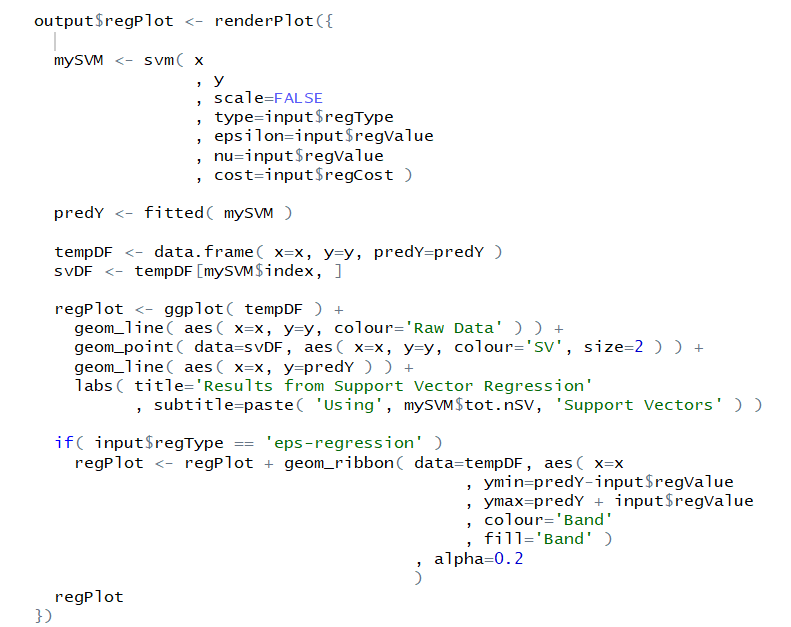 output$regPlot <- renderPlot({
mySVM <- svm( x
, y
, scale=FALSE
, type=input$regType
, epsilon=input$regValue
, nu=input$regValue
, cost=input$regCost )
predY <- fitted( mySVM )
tempDF <- data.frame( x=x, y=y, predY=predY )
svDF <- tempDF[mySVM$index, ]
regPlot <- ggplot( tempDF ) +
geom_line( aes( x=x, y=y, colour='Raw Data' ) ) +
geom_point( data=svDF, aes( x=x, y=y, colour='SV', size=2 ) ) +
geom_line( aes( x=x, y=predY ) ) +
labs( title='Results from Support Vector Regression'
, subtitle=paste( 'Using', mySVM$tot.nSV, 'Support Vectors' ) )
if( input$regType == 'eps-regression' )
regPlot <- regPlot + geom_ribbon( data=tempDF, aes( x=x
, ymin=predY-input$regValue
, ymax=predY + input$regValue
, colour='Band'
, fill='Band' )
, alpha=0.2
)
regPlot
})